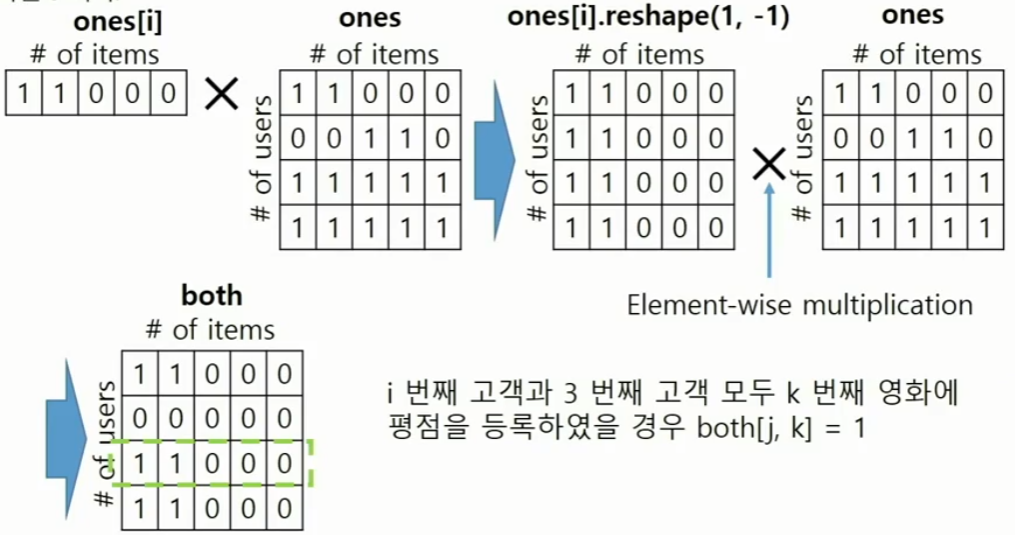 ones[i]
# of items
1 1 0 0 0
×
ones
# of items
# of users
1 1 0 0 0
0 0 1 1 0
1 1 1 1 1
1 1 1 1 1
ones[i].reshape(1, -1)
# of items
# of users
1 1 0 0 0
1 1 0 0 0
1 1 0 0 0
1 1 0 0 0
×
ones
# of items
# of users
1 1 0 0 0
0 0 1 1 0
1 1 1 1 1
1 1 1 1 1
Element-wise multiplication
both
# of items
# of users
1 1 0 0 0
0 0 0 0 0
1 1 0 0 0
1 1 0 0 0
i 번째 고객과 3 번째 고객 모두 k 번째 영화에
평점을 등록하였을 경우 both[j, k] = 1